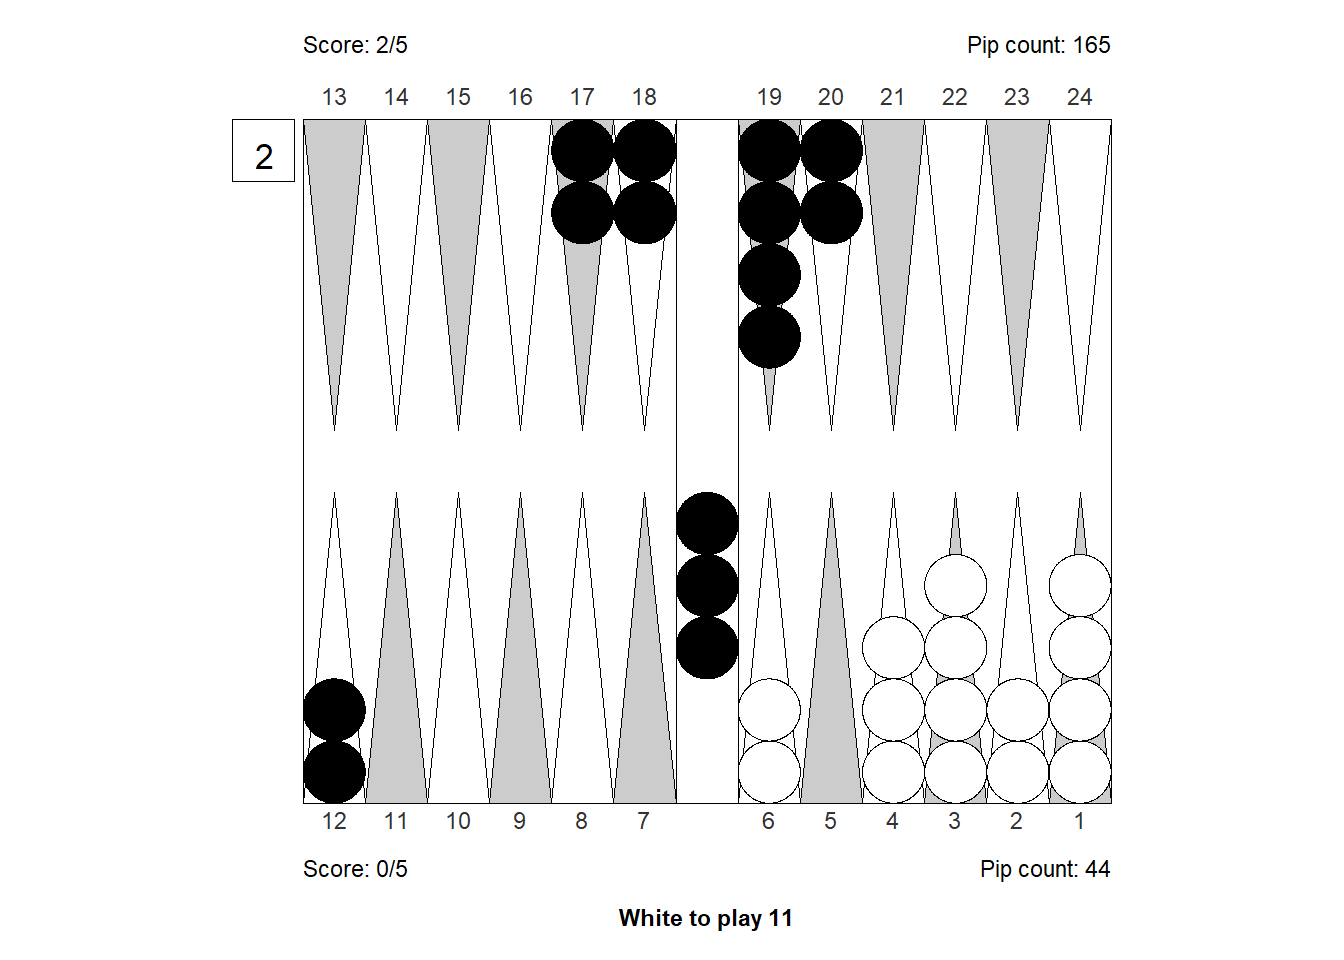 Score: 2/5 Pip count: 165
13 14 15 16 17 18 19 20 21 22 23 24
2
12 11 10 9 8 7 6 5 4 3 2 1
Score: 0/5 Pip count: 44
White to play 11